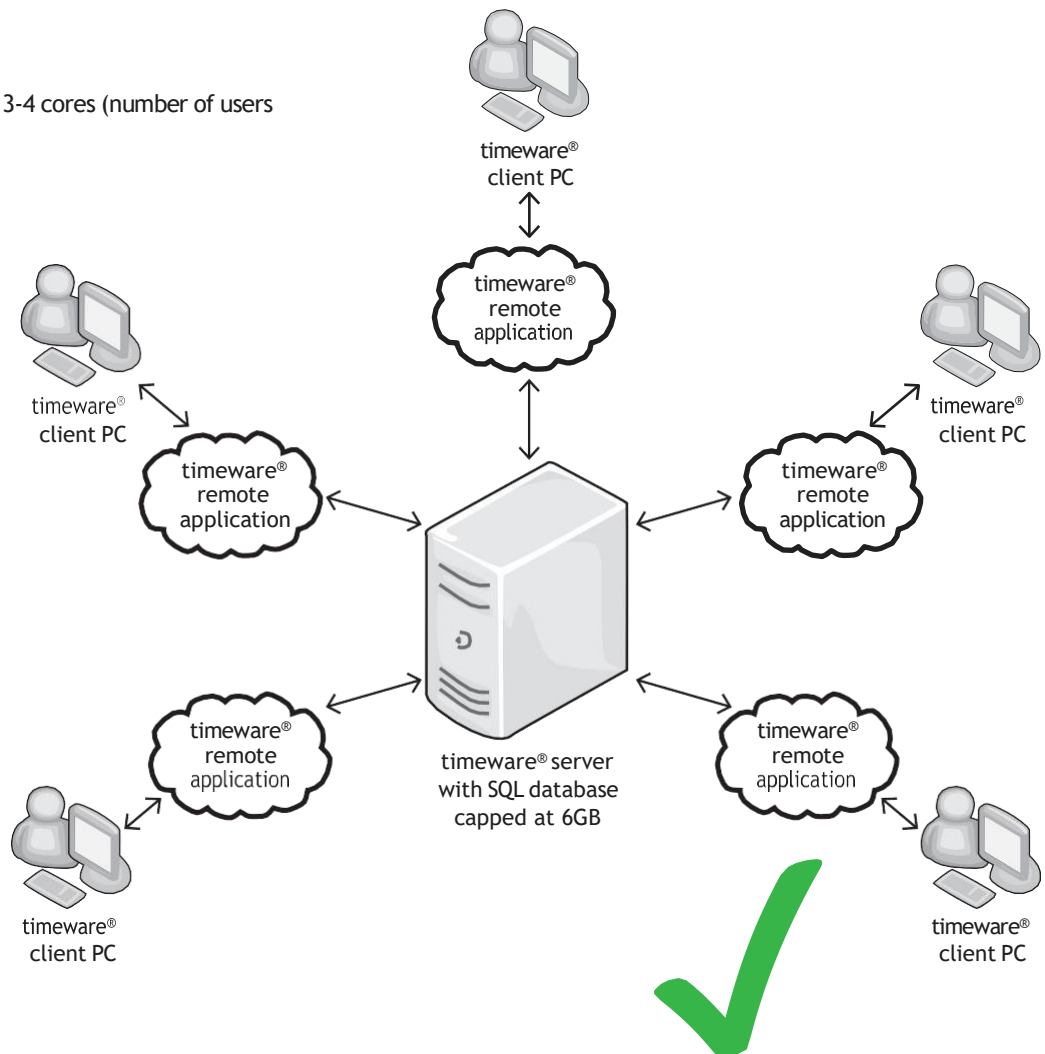 3-4 cores (number of users
timeware®
client PC
timeware®
remote
application
timeware®
client PC
timeware®
client PC
timeware®
remote
application
timeware®
remote
application
timeware®
remote
application
timeware® server
with SQL database
capped at 6GB
timeware®
remote
application
timeware®
client PC
timeware®
client PC